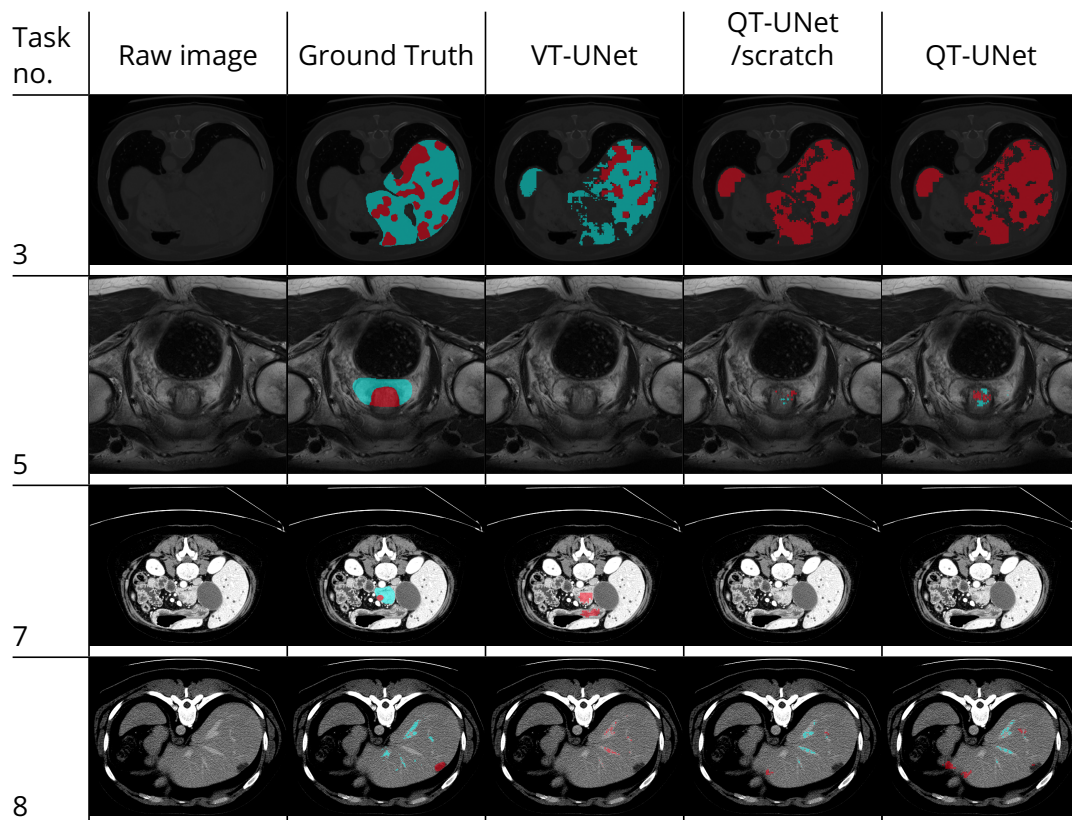 Task
no.
Raw image
Ground Truth
VT-UNet
QT-UNet
/scratch
QT-UNet
3
5
7
8